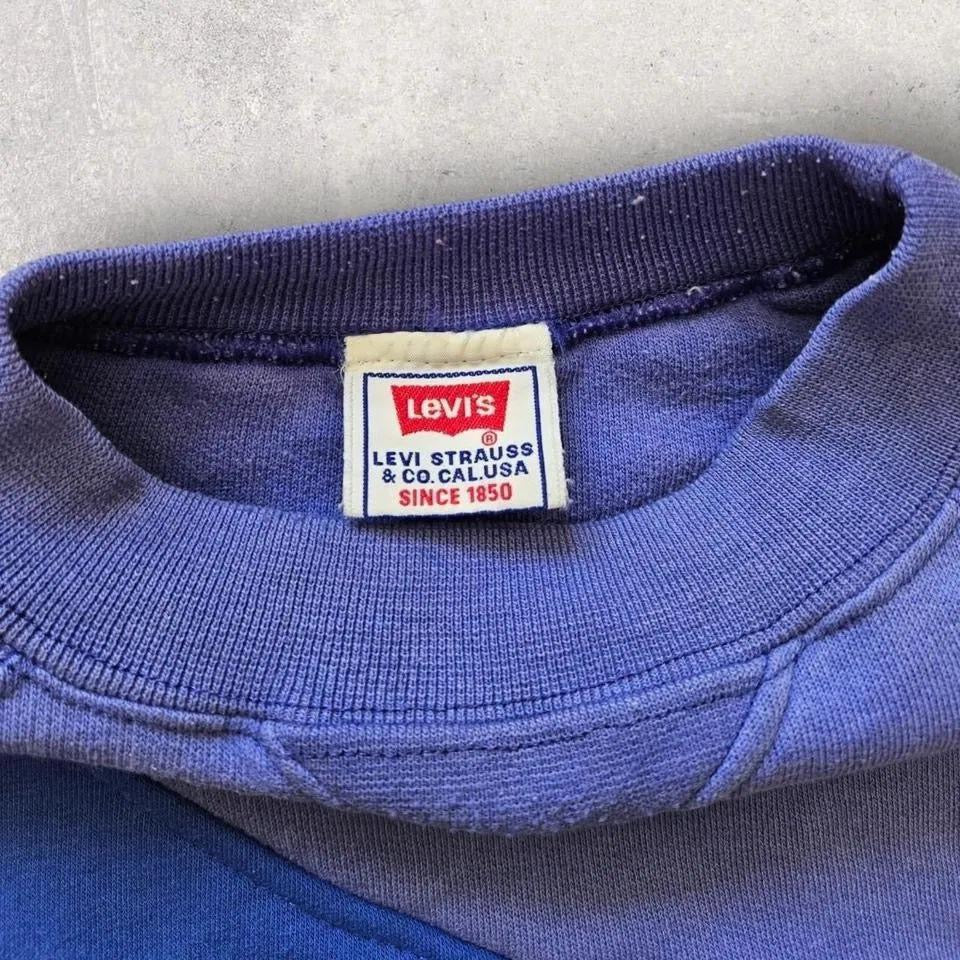 Levi's
®
LEVI STRAUSS
& CO. CAL.USA
SINCE 1850